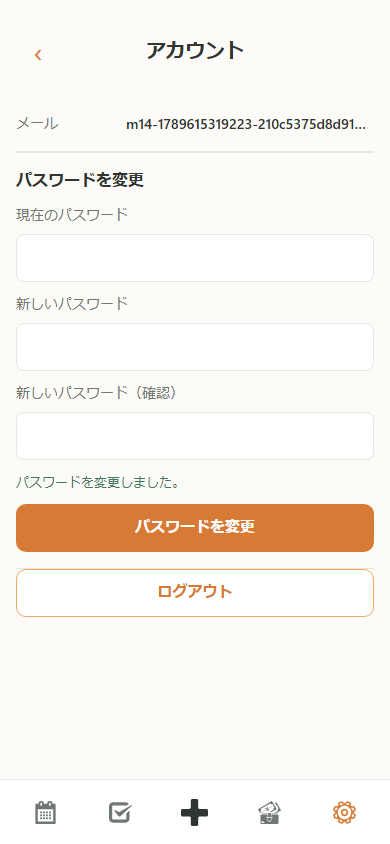 ‹
アカウント
メール m14-1789615319223-210c5375d8d91...
パスワードを変更
現在のパスワード
新しいパスワード
新しいパスワード（確認）
パスワードを変更しました。
パスワードを変更
ログアウト